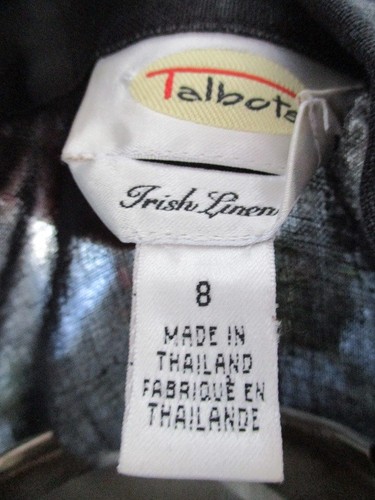 Talbots
Irish Linen
8
MADE IN
THAILAND
FABRIQUÈ EN
THAILANDE